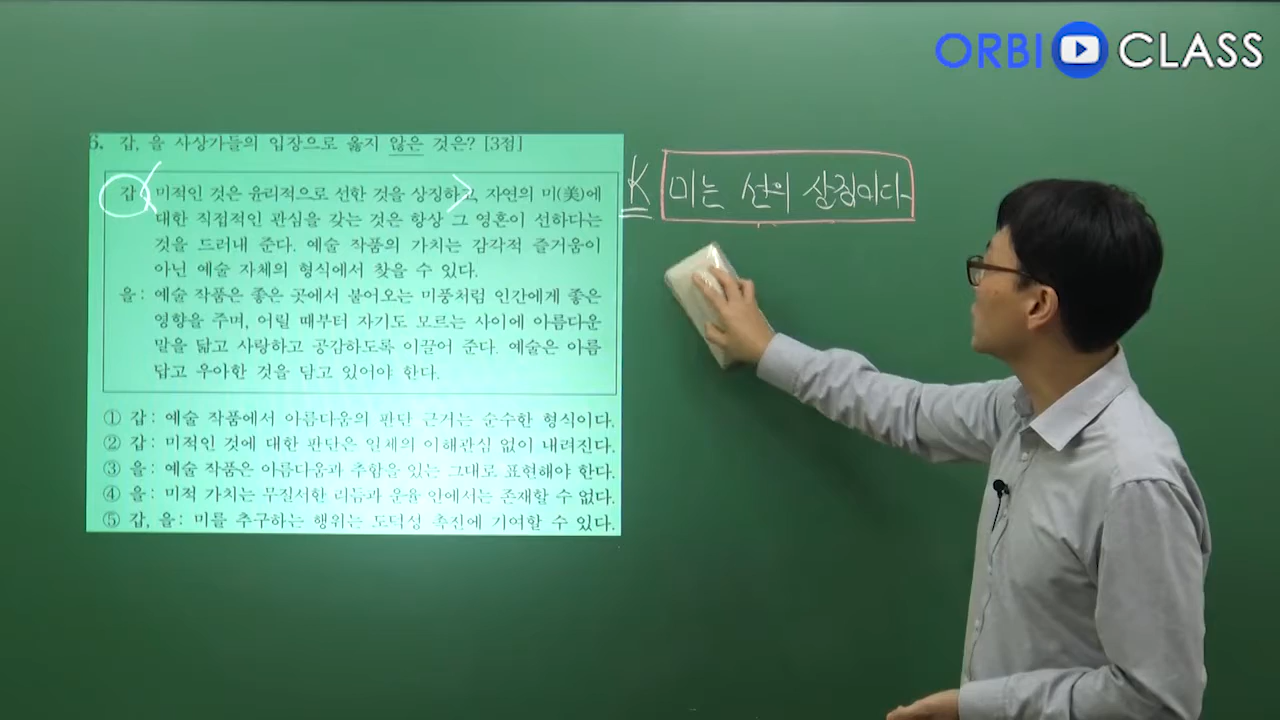 ORBI CLASS
6. 갑, 을 사상가들의 입장으로 옳지 않은 것은? [3점]
갑: 미적인 것은 윤리적으로 선한 것을 상징하고, 자연의 미(美)에
대한 직접적인 관심을 갖는 것은 항상 그 영혼이 선하다는
것을 드러내 준다. 예술 작품의 가치는 감각적 즐거움이
아닌 예술 자체의 형식에서 찾을 수 있다.
을: 예술 작품은 좋은 곳에서 불어오는 미풍처럼 인간에게 좋은
영향을 주며, 어릴 때부터 자기도 모르는 사이에 아름다운
말을 닮고 사랑하고 공감하도록 이끌어 준다. 예술은 아름
답고 우아한 것을 담고 있어야 한다.
① 갑: 예술 작품에서 아름다움의 판단 근거는 순수한 형식이다.
② 갑: 미적인 것에 대한 판단은 일체의 이해관심 없이 내려진다.
③ 을: 예술 작품은 아름다움과 추함을 있는 그대로 표현해야 한다.
④ 을: 미적 가치는 무질서한 리듬과 운율 안에서는 존재할 수 없다.
⑤ 갑, 을: 미를 추구하는 행위는 도덕성 촉진에 기여할 수 있다.
K 미는 선의 상징이다